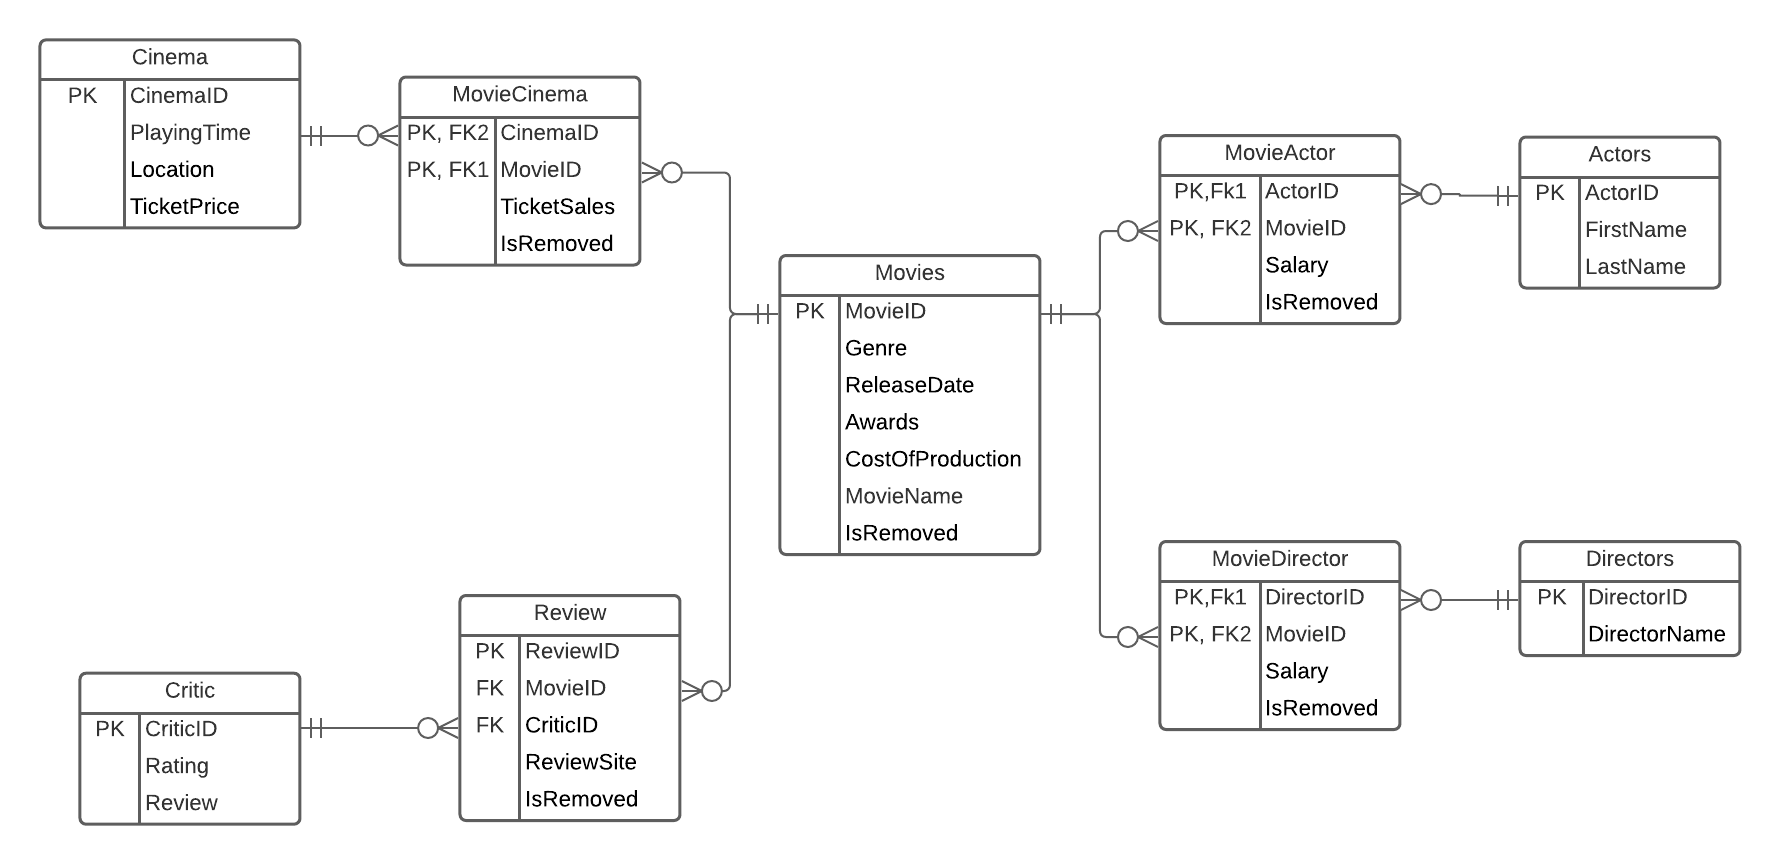 Cinema
PK CinemaID
PlayingTime
Location
TicketPrice
MovieCinema
PK, FK2 CinemaID
PK, FK1 MovieID
TicketSales
IsRemoved
Movies
PK MovieID
Genre
ReleaseDate
Awards
CostOfProduction
MovieName
IsRemoved
MovieActor
PK,Fk1 ActorID
PK, FK2 MovieID
Salary
IsRemoved
Actors
PK ActorID
FirstName
LastName
Critic
PK CriticID
Rating
Review
Review
PK ReviewID
FK MovieID
FK CriticID
ReviewSite
IsRemoved
MovieDirector
PK,Fk1 DirectorID
PK, FK2 MovieID
Salary
IsRemoved
Directors
PK DirectorID
DirectorName